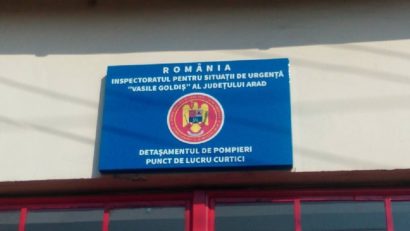 ROMÂNIA
INSPECTORATUL PENTRU SITUAȚII DE URGENȚĂ
"VASILE GOLDIȘ" AL JUDEȚULUI ARAD
DETAȘAMENTUL DE POMPIERI
PUNCT DE LUCRU CURTICI